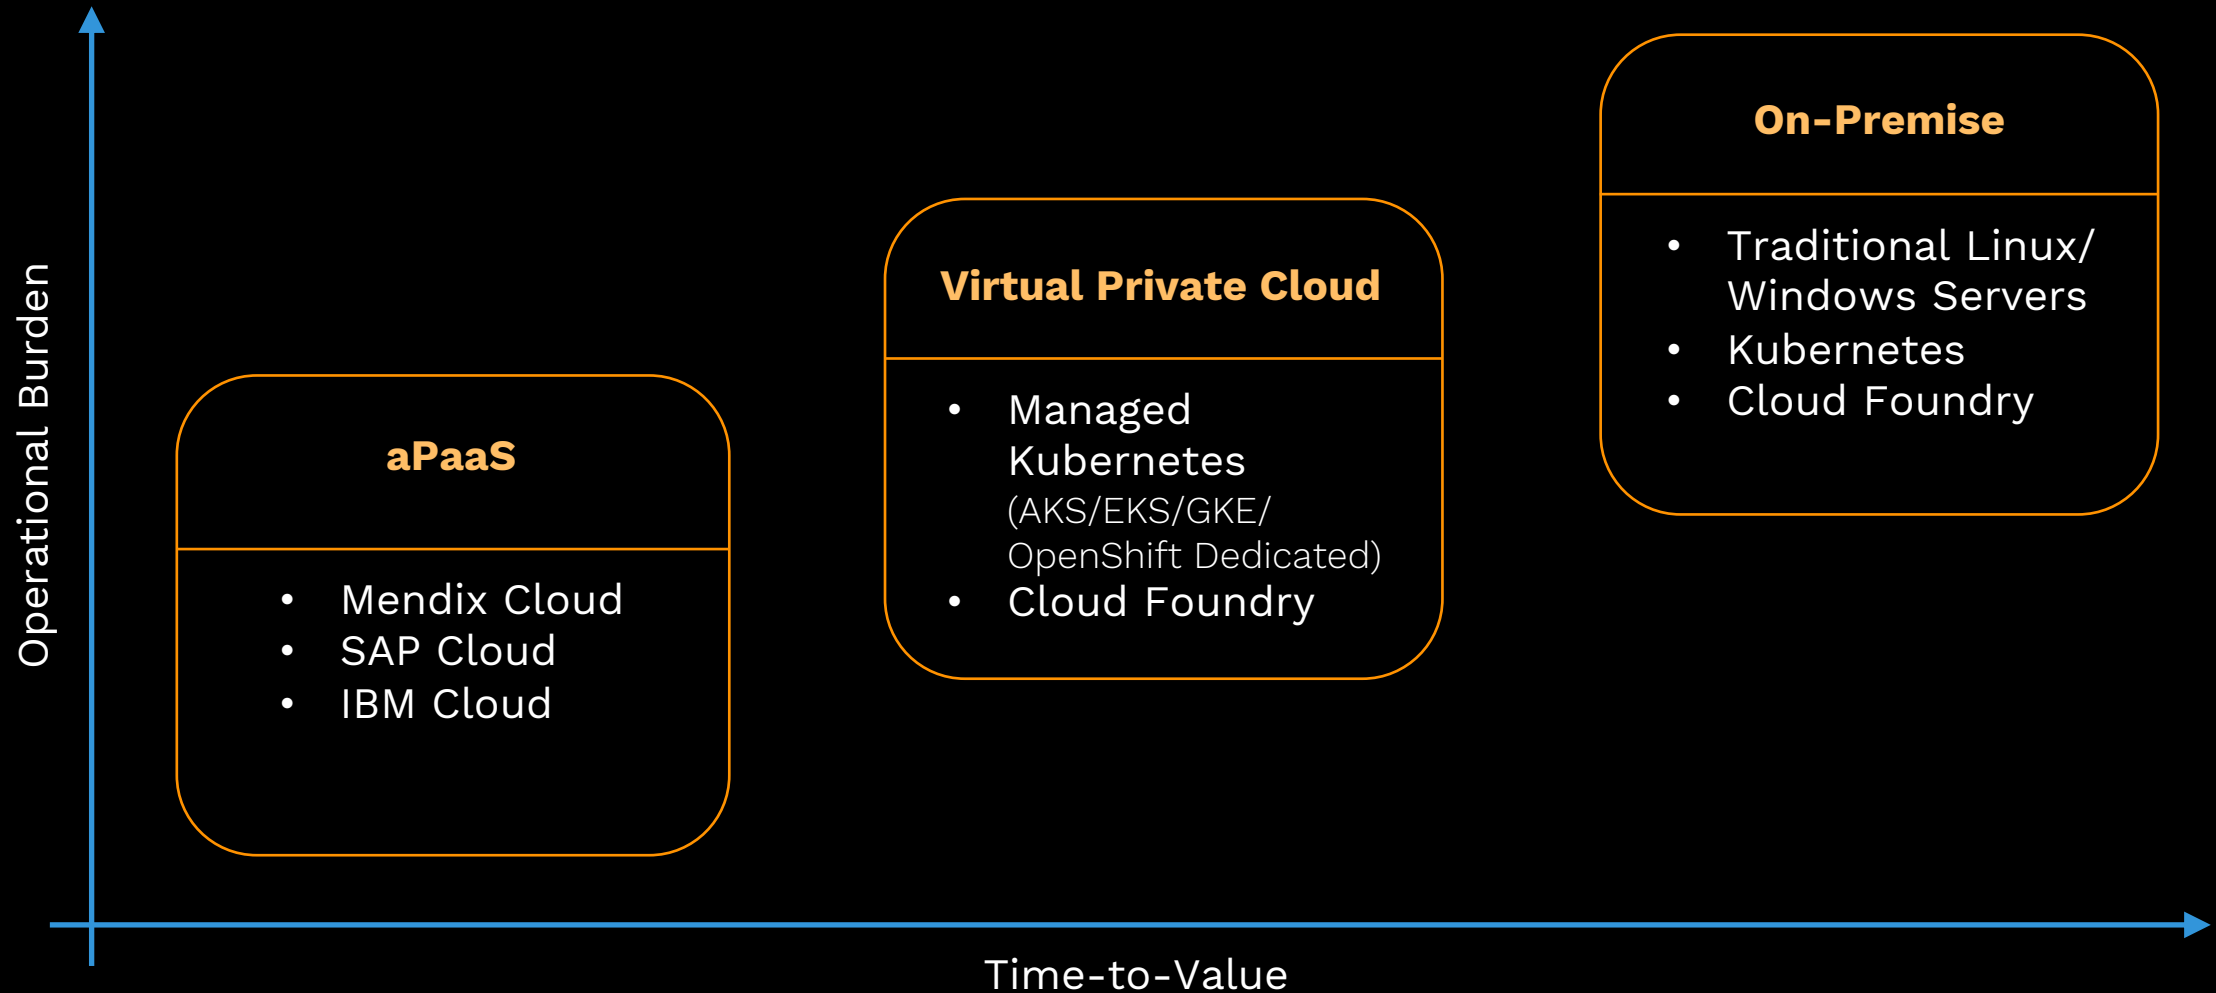 Operational Burden
aPaaS
• Mendix Cloud
• SAP Cloud
• IBM Cloud
Virtual Private Cloud
• Managed
Kubernetes
(AKS/EKS/GKE/
OpenShift Dedicated)
• Cloud Foundry
On-Premise
• Traditional Linux/
Windows Servers
• Kubernetes
• Cloud Foundry
Time-to-Value